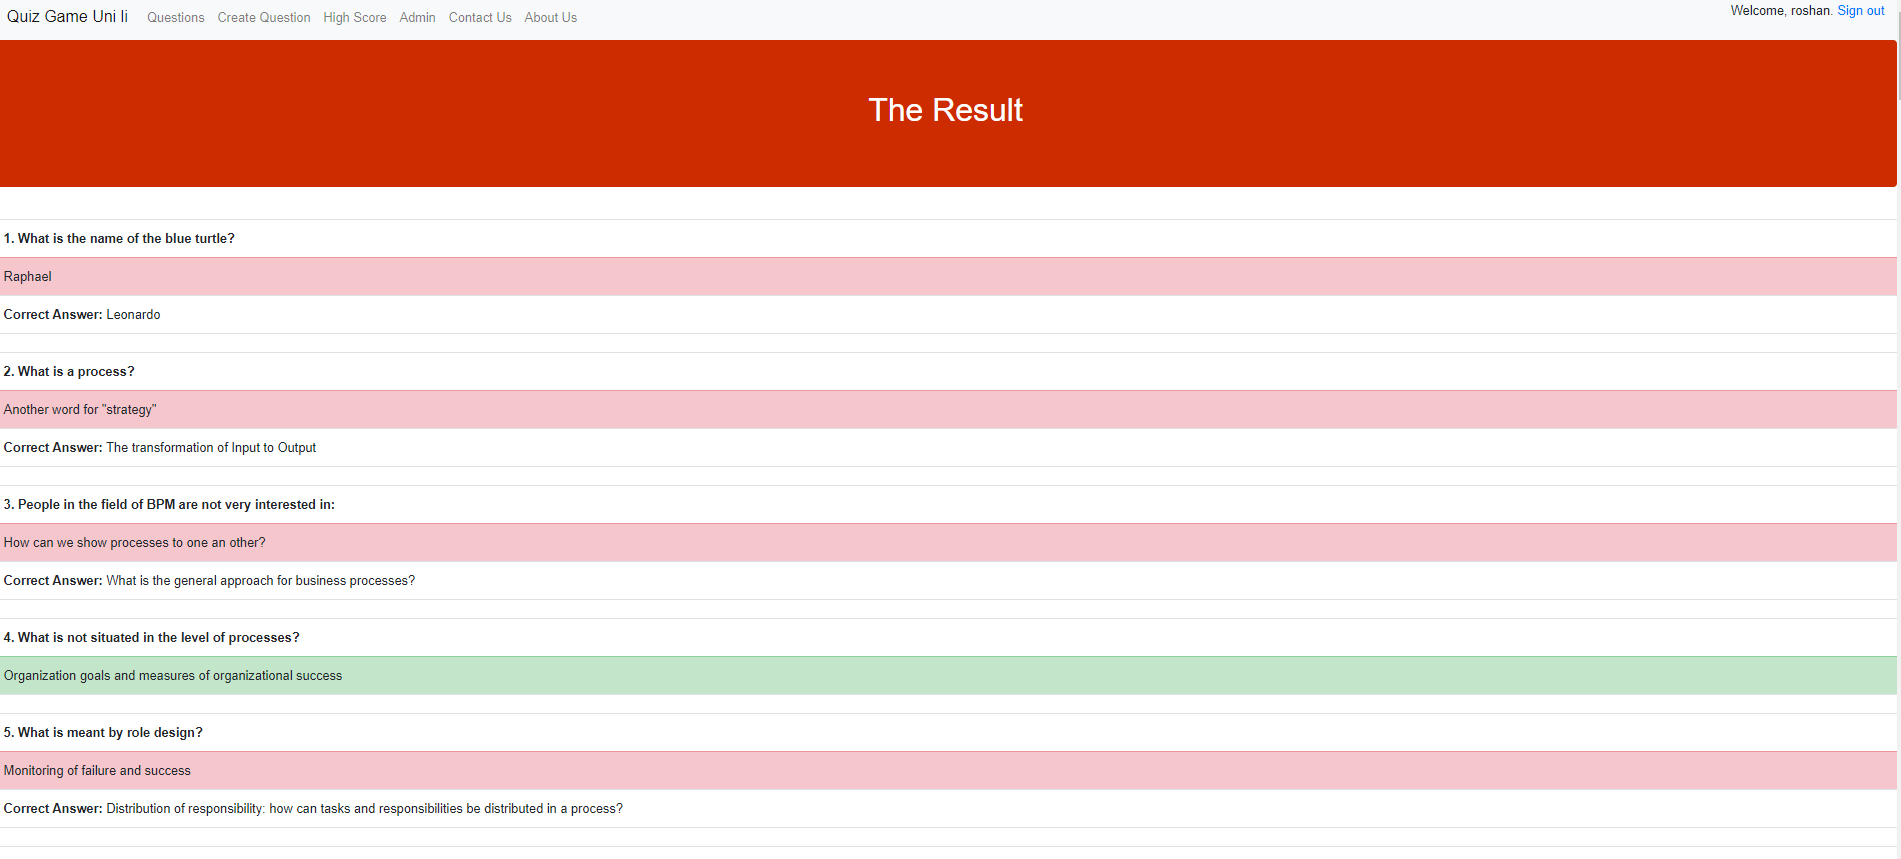 Quiz Game Uni li Questions Create Question High Score Admin Contact Us About Us Welcome, roshan. Sign out
The Result
1. What is the name of the blue turtle?
Raphael
Correct Answer: Leonardo
2. What is a process?
Another word for "strategy"
Correct Answer: The transformation of Input to Output
3. People in the field of BPM are not very interested in:
How can we show processes to one an other?
Correct Answer: What is the general approach for business processes?
4. What is not situated in the level of processes?
Organization goals and measures of organizational success
5. What is meant by role design?
Monitoring of failure and success
Correct Answer: Distribution of responsibility: how can tasks and responsibilities be distributed in a process?